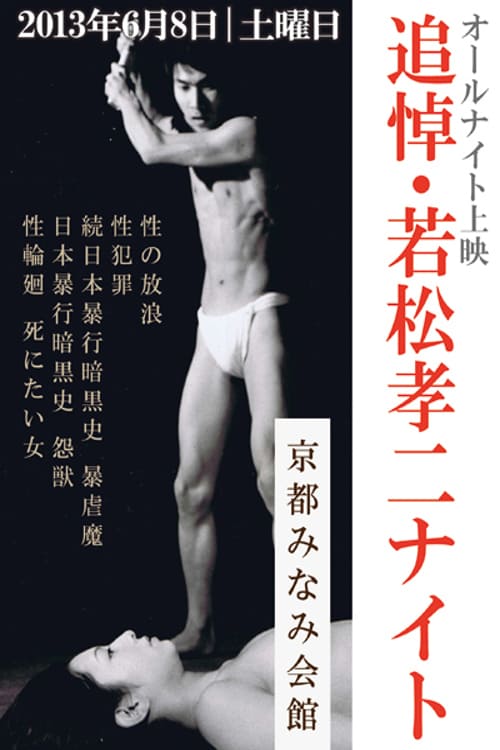 2013年6月8日|土曜日
オールナイト上映
追悼・若松孝二ナイト
性の放浪
性犯罪
続日本暴行暗黒史 暴虐魔
日本暴行暗黒史 怨獣
性輪廻 死にたい女
京都みなみ会館